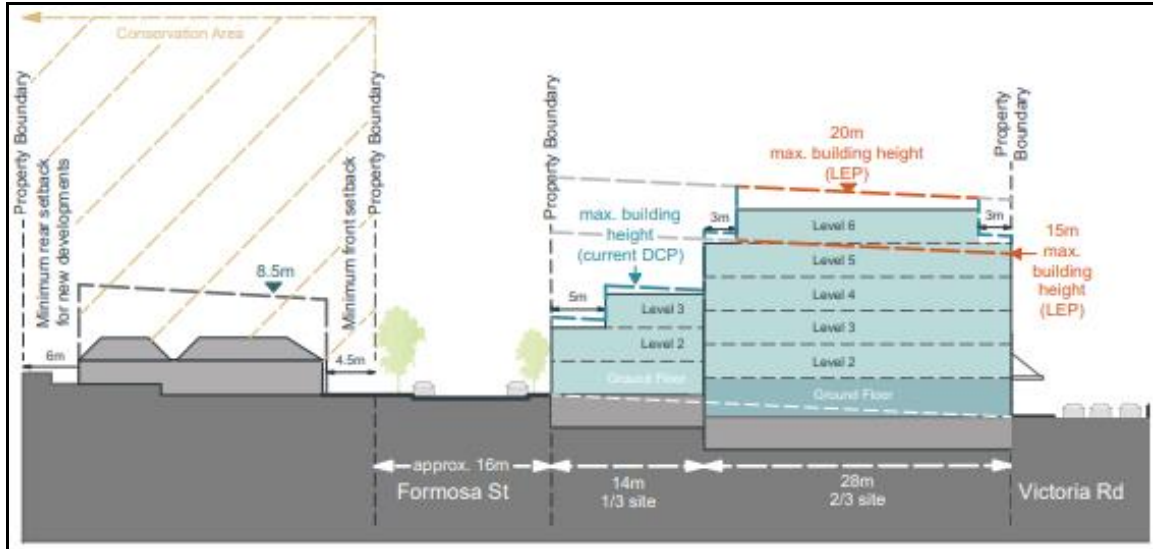 Conservation Area
Property Boundary
Minimum rear setback
for new developments
Minimum front setback
Property Boundary
8.5m
6m
4.5m
Property Boundary
max. building
height
(current DCP)
5m
3m
20m
max. building height
(LEP)
3m
Property
Boundary
15m
max.
building
height
(LEP)
Level 3
Level 2
Ground Floor
Level 6
Level 5
Level 4
Level 3
Level 2
Ground Floor
approx. 16m
Formosa St
14m
1/3 site
28m
2/3 site
Victoria Rd